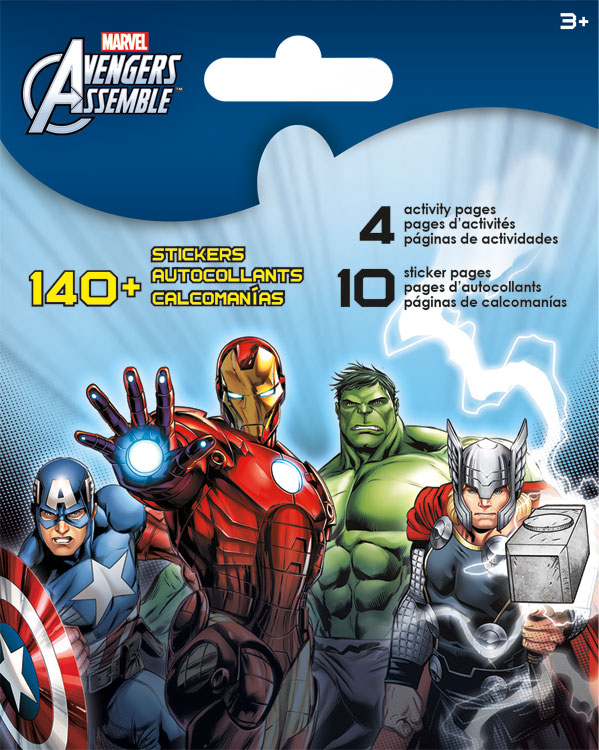 3+
MARVEL
AVENGERS
ASSEMBLE™
4
activity pages
pages d'activités
páginas de actividades
140+
STICKERS
AUTOCOLLANTS
CALCOMANÍAS
10
sticker pages
pages d'autocollants
páginas de calcomanías
A